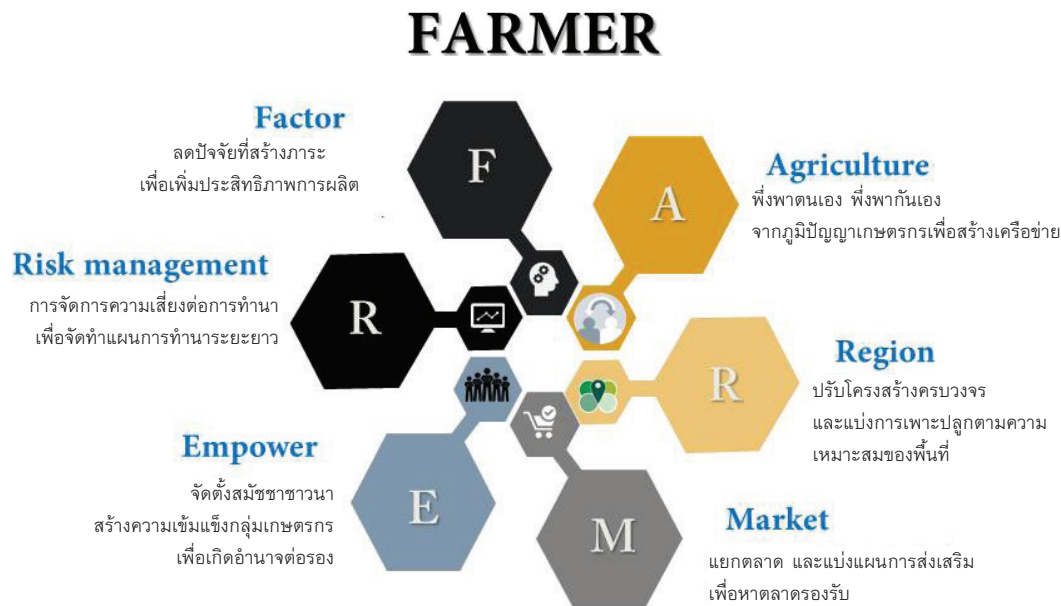 FARMER
F
Factor
ลดปัจจัยที่สร้างภาระ
เพื่อเพิ่มประสิทธิภาพการผลิต
A
Agriculture
พึ่งพาตนเอง พึ่งพากันเอง
จากภูมิปัญญาเกษตรกรเพื่อสร้างเครือข่าย
R
Region
ปรับโครงสร้างครบวงจร
และแบ่งการเพาะปลูกตามความ
เหมาะสมของพื้นที่
M
Market
แยกตลาด และแบ่งแผนการส่งเสริม
เพื่อหาตลาดรองรับ
E
Empower
จัดตั้งสมัชชาชาวนา
สร้างความเข้มแข็งกลุ่มเกษตรกร
เพื่อเกิดอำนาจต่อรอง
R
Risk management
การจัดการความเสี่ยงต่อการทำนา
เพื่อจัดทำแผนการทำนาระยะยาว